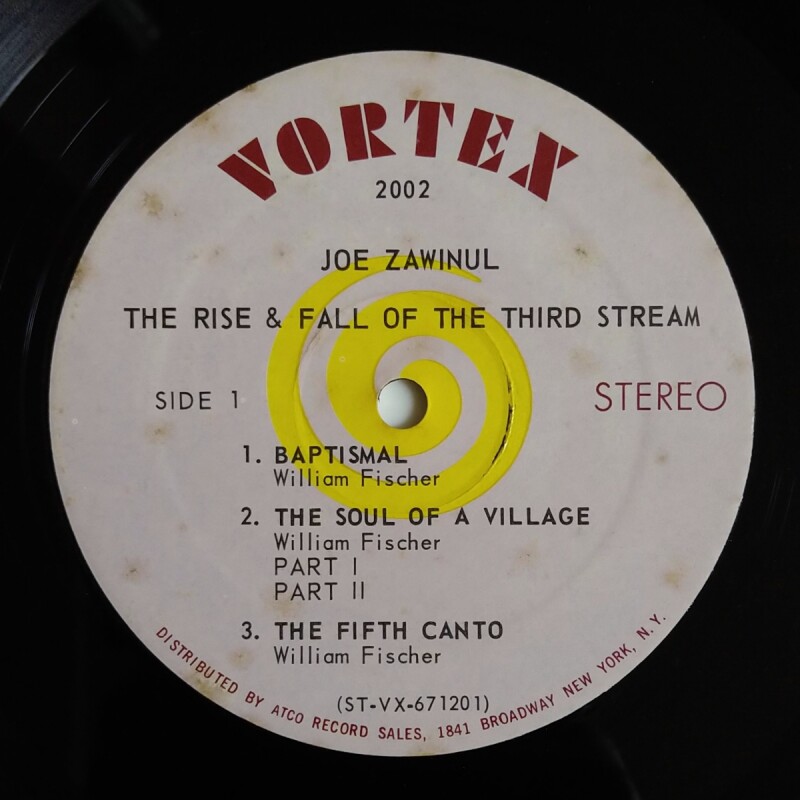 VORTEX
2002
JOE ZAWINUL
THE RISE & FALL OF THE THIRD STREAM
SIDE 1
STEREO
1. BAPTISMAL
William Fischer
2. THE SOUL OF A VILLAGE
William Fischer
PART I
PART II
3. THE FIFTH CANTO
William Fischer
(ST-VX-671201)
DISTRIBUTED BY ATCO RECORD SALES, 1841 BROADWAY NEW YORK, N.Y.